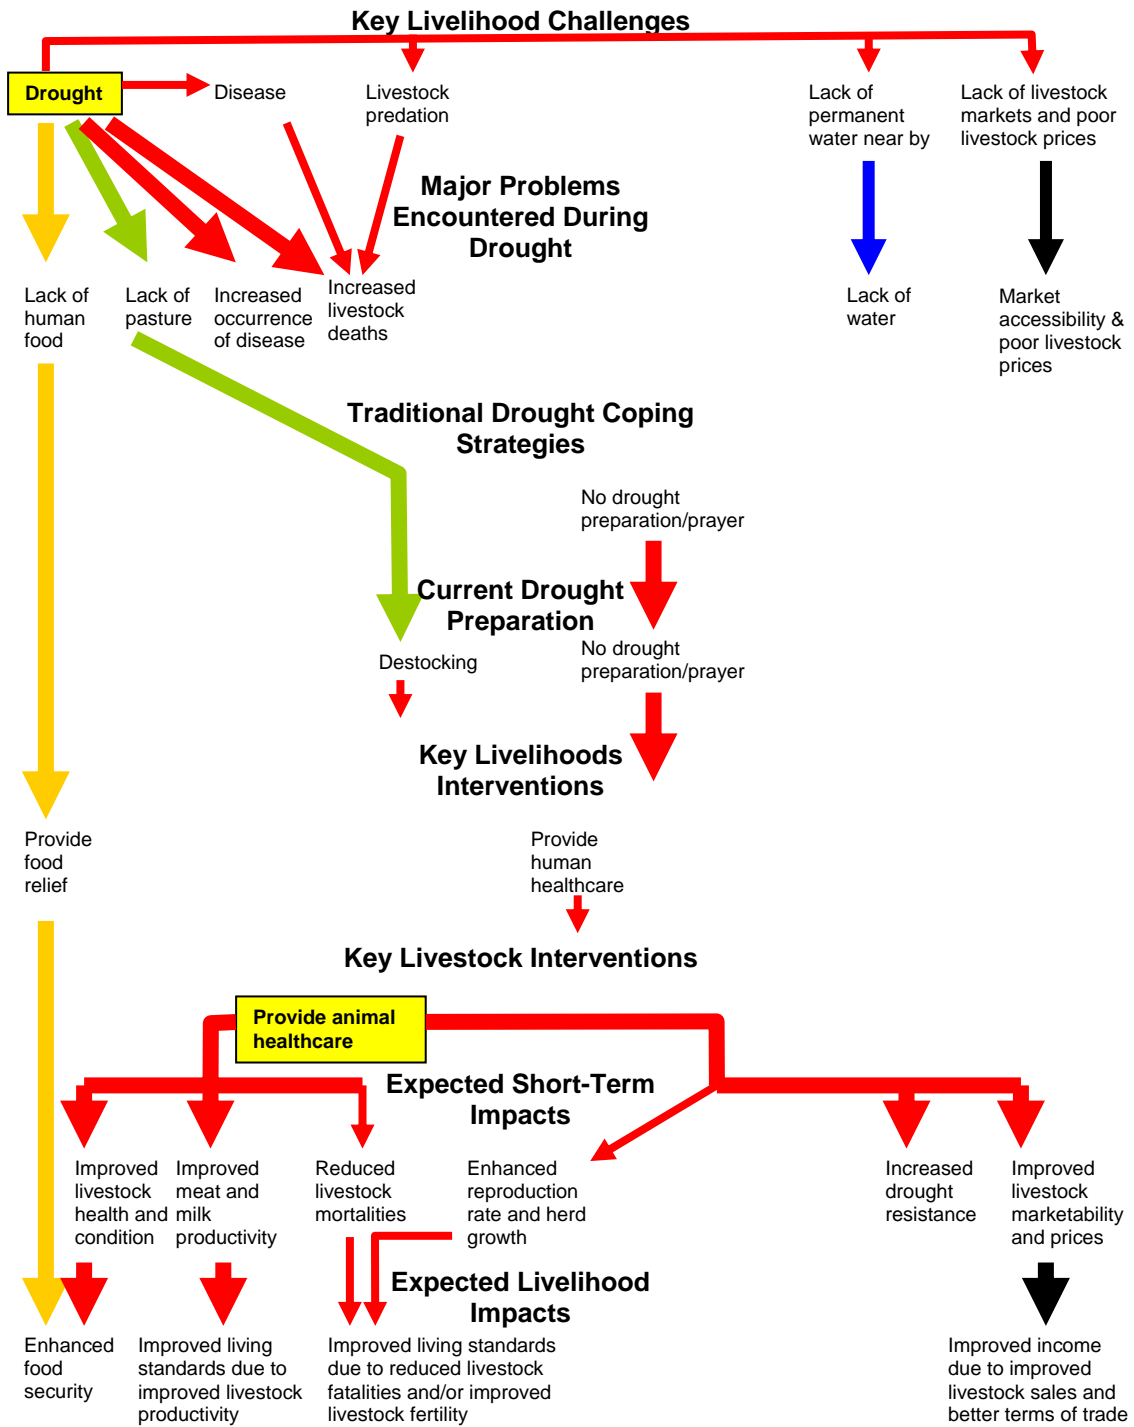 Key Livelihood Challenges
Drought
Disease
Livestock
predation
Lack of
permanent
water near by
Lack of livestock
markets and poor
livestock prices
Major Problems
Encountered During
Drought
Lack of
human
food
Lack of
pasture
Increased
occurrence
of disease
Increased
livestock
deaths
Lack of
water
Market
accessibility &
poor livestock
prices
Traditional Drought Coping
Strategies
No drought
preparation/prayer
Current Drought
Preparation
Destocking
No drought
preparation/prayer
Key Livelihoods
Interventions
Provide
food
relief
Provide
human
healthcare
Key Livestock Interventions
Provide animal
healthcare
Expected Short-Term
Impacts
Improved
livestock
health and
condition
Improved
meat and
milk
productivity
Reduced
livestock
mortalities
Enhanced
reproduction
rate and herd
growth
Increased
drought
resistance
Improved
livestock
marketability
and prices
Expected Livelihood
Impacts
Enhanced
food
security
Improved living
standards due to
improved livestock
productivity
Improved living standards
due to reduced livestock
fatalities and/or improved
livestock fertility
Improved income
due to improved
livestock sales and
better terms of trade